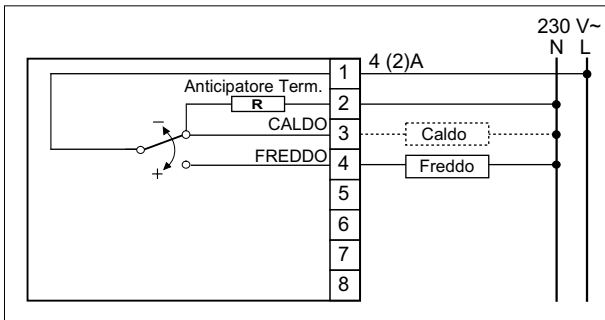 230 V~
N L
1 4 (2)A
Anticipatore Term.
R 2
CALDO 3 Caldo
−
FREDDO 4 Freddo
+
5
6
7
8